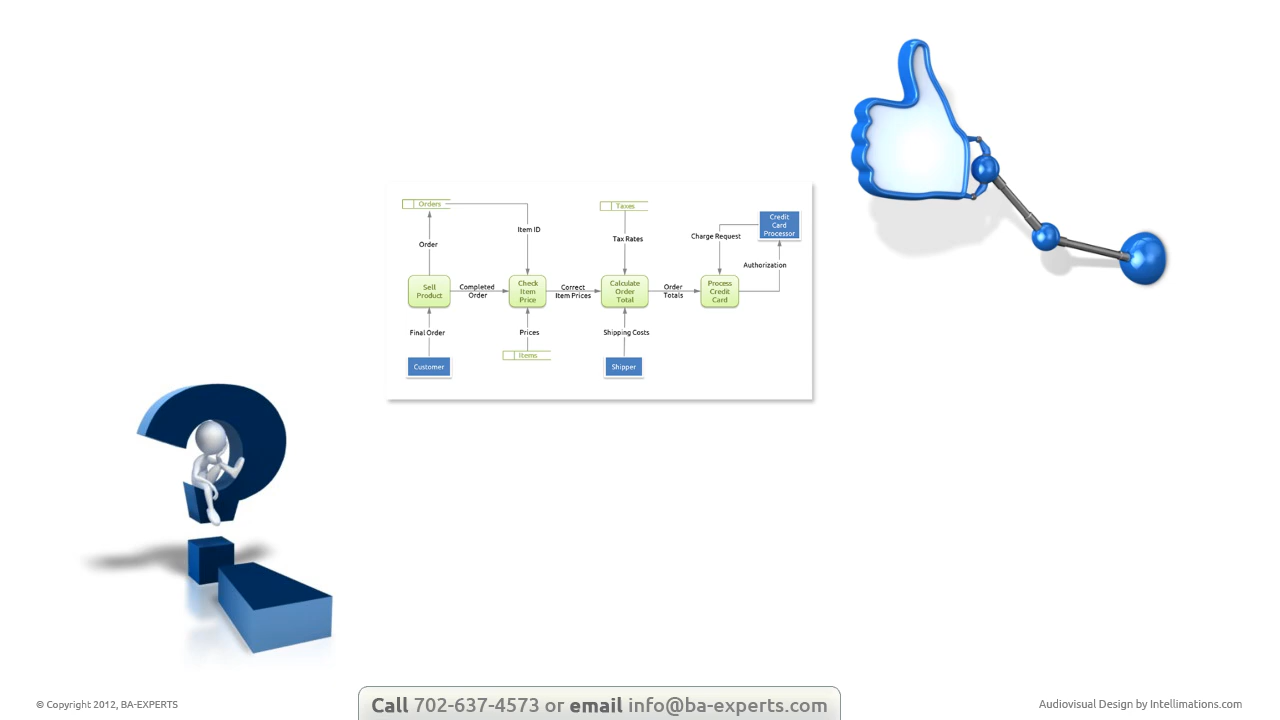 Orders
Taxes
Credit
Card
Processor
Item ID
Charge Request
Order
Tax Rates
Authorization
Sell
Product
Completed
Order
Check
Item
Price
Correct
Item Prices
Calculate
Order
Total
Order
Totals
Process
Credit
Card
Final Order
Prices
Shipping Costs
Items
Customer
Shipper
© Copyright 2012, BA-EXPERTS
Call 702-637-4573 or email info@ba-experts.com
Audiovisual Design by Intellimations.com